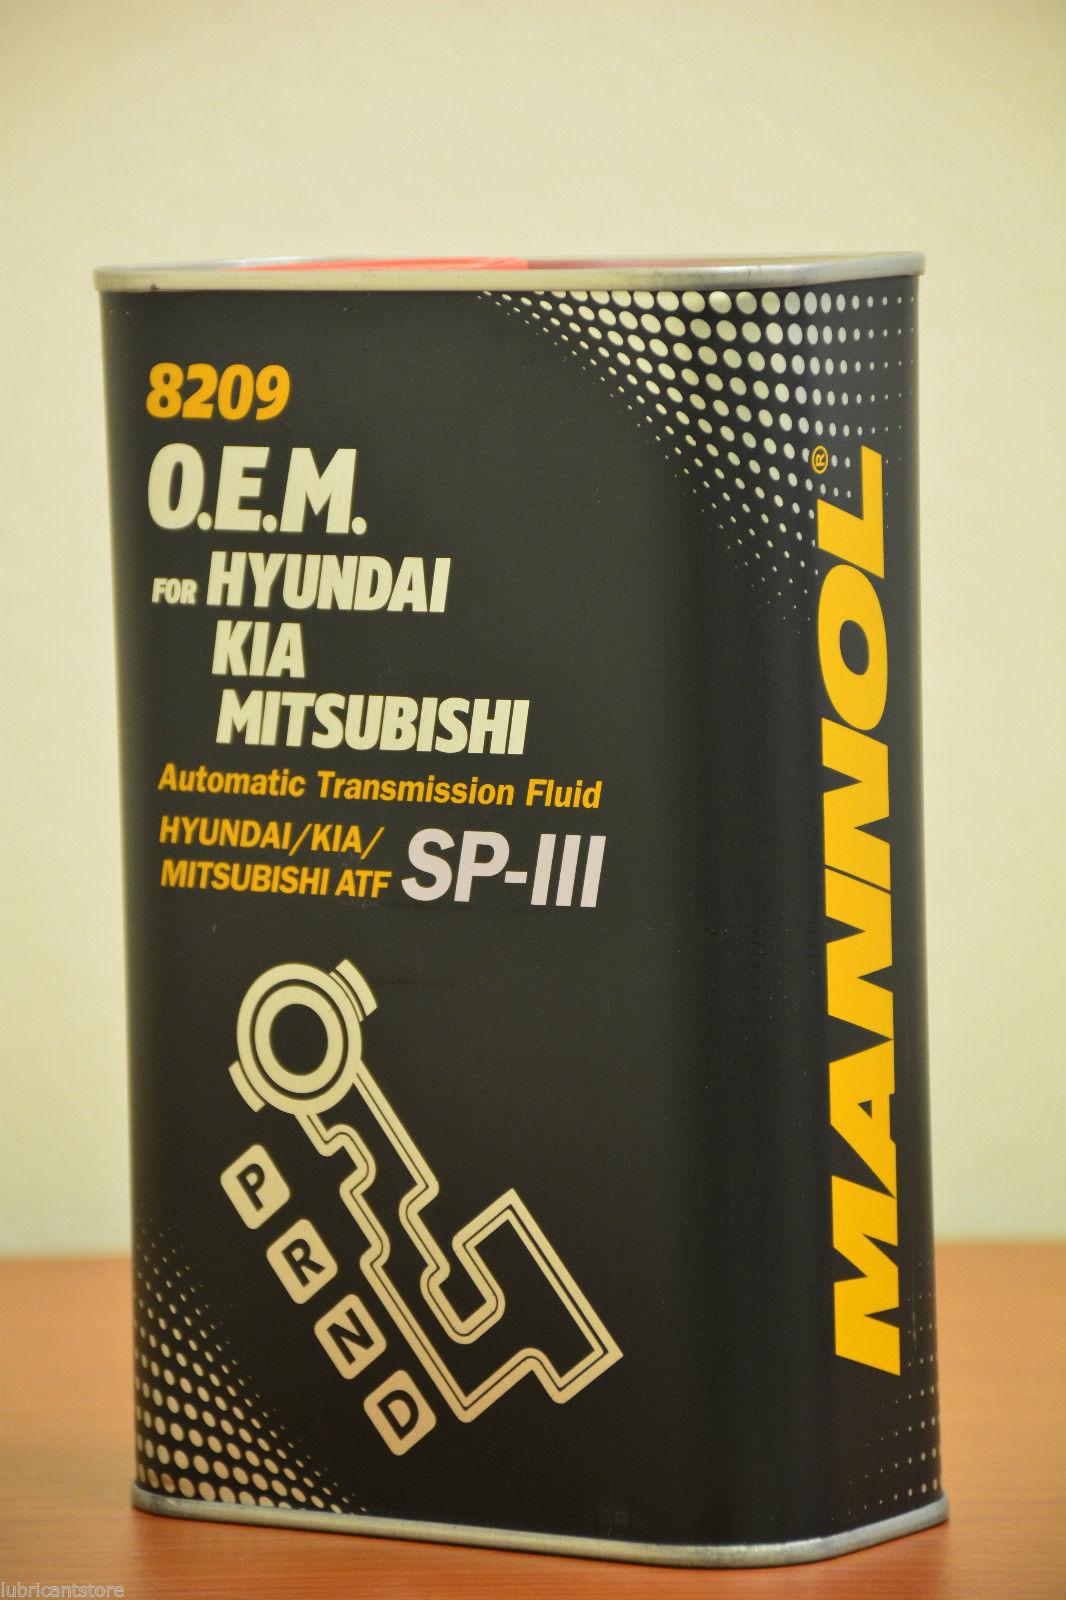 8209
O.E.M.
FOR HYUNDAI
KIA
MITSUBISHI
Automatic Transmission Fluid
HYUNDAI/KIA/
MITSUBISHI ATF SP-III
P
R
N
D
MANNOL®
lubricantstore